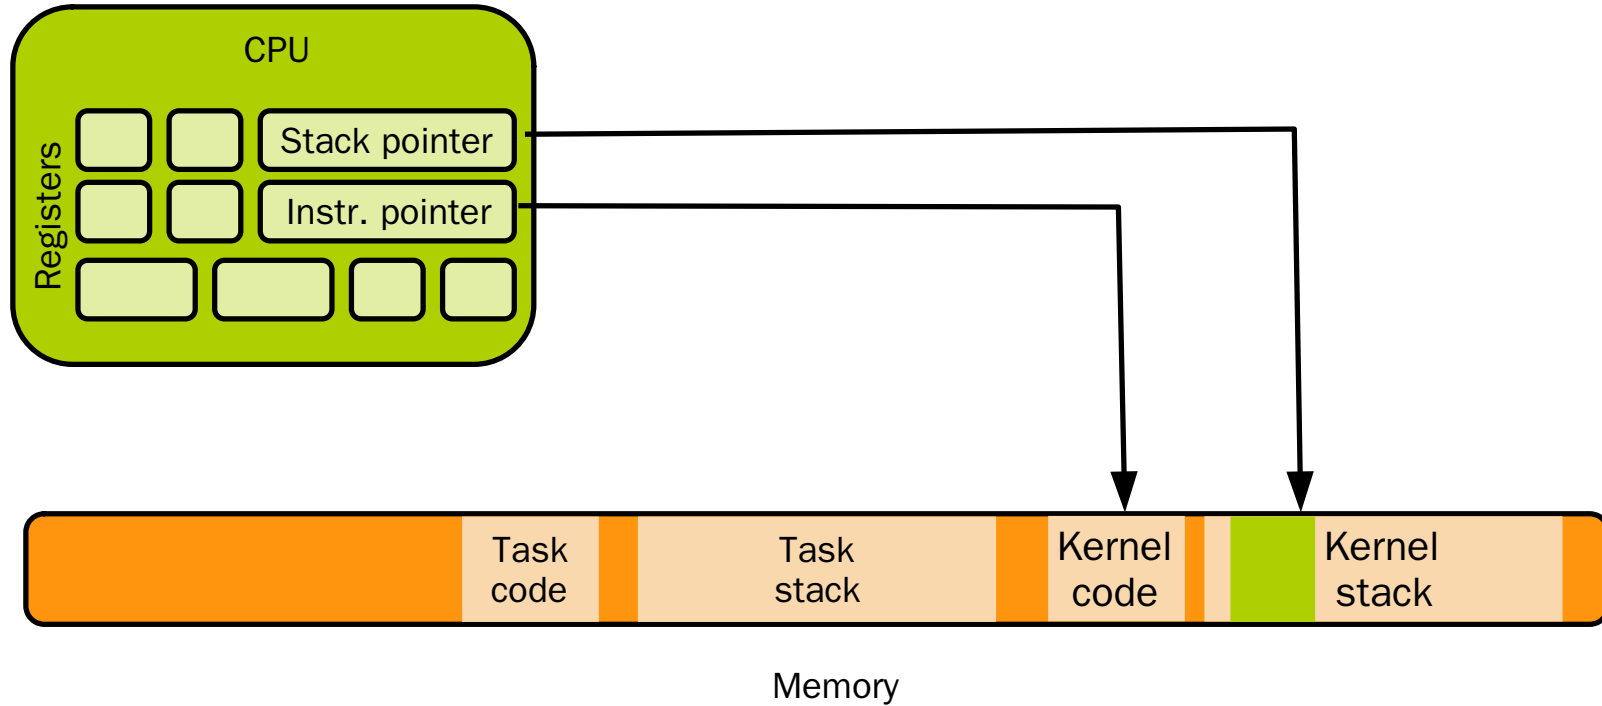 CPU
Registers
Stack pointer
Instr. pointer
Task
code
Task
stack
Kernel
code
Kernel
stack
Memory